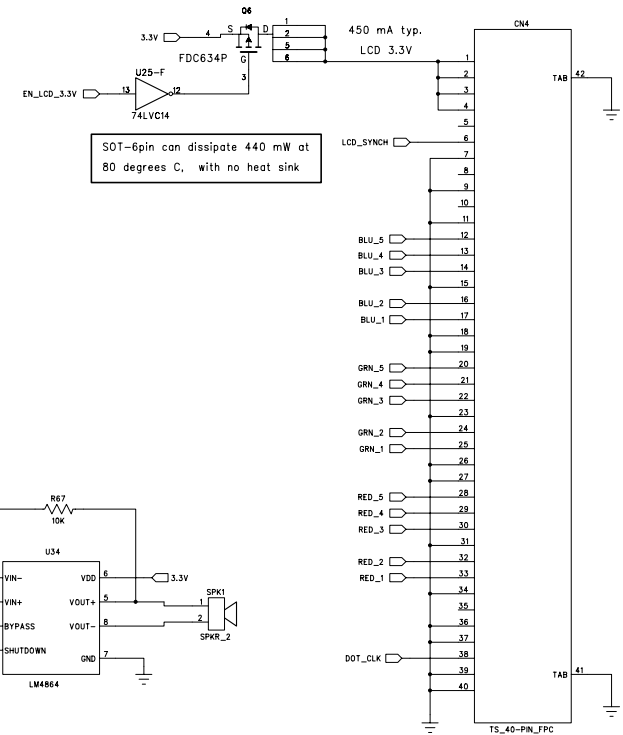 Q6
CN4
3.3V 4 S D 1
2
5
6
450 mA typ.
LCD 3.3V
FDC634P G
3
U25-F
EN_LCD_3.3V 13 12
74LVC14
SOT-6pin can dissipate 440 mW at
80 degrees C, with no heat sink
1
2 TAB 42
3
4
5
LCD_SYNCH 6
7
8
9
10
11
BLU_5 12
BLU_4 13
BLU_3 14
15
BLU_2 16
BLU_1 17
18
19
GRN_5 20
GRN_4 21
GRN_3 22
23
GRN_2 24
GRN_1 25
26
27
RED_5 28
RED_4 29
RED_3 30
31
RED_2 32
RED_1 33
34
35
36
37
DOT_CLK 38
39 TAB 41
40
TS_40-PIN_FPC
R67
10K
U34
VIN- VDD 6 3.3V
VIN+ VOUT+ 5
BYPASS VOUT- 8
SHUTDOWN
GND 7
LM4864
SPK1
1
2
SPKR_2